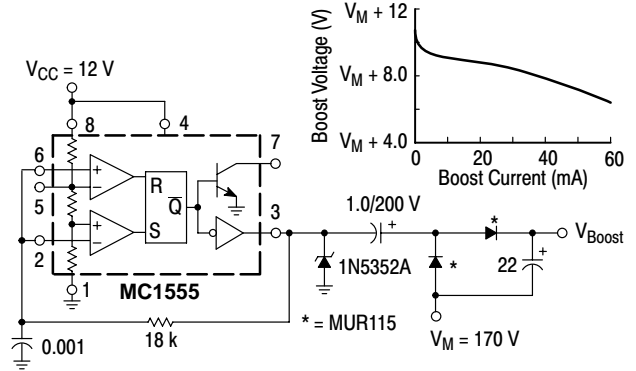 V_M + 12
V_M + 8.0
V_M + 4.0
Boost Voltage (V)
0 20 40 60
Boost Current (mA)
V_CC = 12 V
8
4
7
6
5
2
3
1
+
−
+
−
R
Q̅
S
MC1555
1.0/200 V
+
*
*
V_Boost
1N5352A
22
+
* = MUR115
V_M = 170 V
0.001
18 k